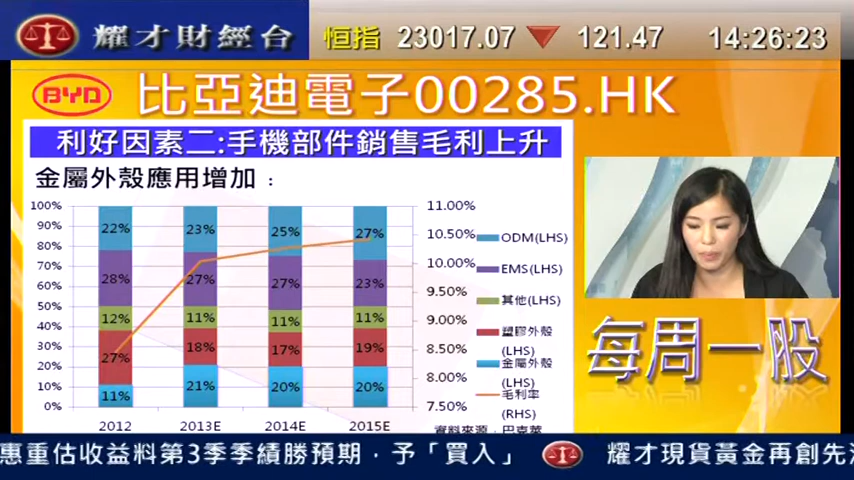 耀才財經台
恒指 23017.07 ▼ 121.47 14:26:23
BYD 比亞迪電子00285.HK
利好因素二:手機部件銷售毛利上升
金屬外殼應用增加：
100%
90%
80%
70%
60%
50%
40%
30%
20%
10%
0%
22% 23% 25% 27%
28% 27% 27% 23%
12% 11% 11% 11%
27% 18% 17% 19%
11% 21% 20% 20%
2012 2013E 2014E 2015E
11.00%
10.50%
10.00%
9.50%
9.00%
8.50%
8.00%
7.50%
ODM(LHS)
EMS(LHS)
其他(LHS)
塑膠外殼
(LHS)
金屬外殼
(LHS)
毛利率
(RHS)
資料來源：巴克萊
每周一股
惠重估收益料第3季季績勝預期，予「買入」 耀才現貨黃金再創先